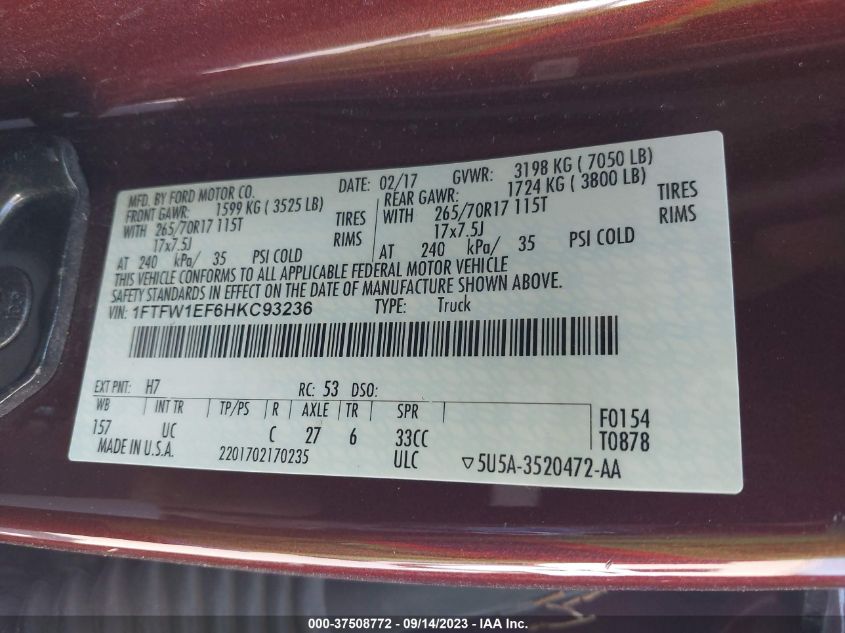 MFD. BY FORD MOTOR CO.
DATE: 02/17 GVWR: 3198 KG ( 7050 LB)
FRONT GAWR: 1599 KG ( 3525 LB)
REAR GAWR: 1724 KG ( 3800 LB)
WITH 265/70R17 115T TIRES
WITH 265/70R17 115T TIRES
17x7.5J RIMS
17x7.5J RIMS
AT 240 kPa/ 35 PSI COLD
AT 240 kPa/ 35 PSI COLD
THIS VEHICLE CONFORMS TO ALL APPLICABLE FEDERAL MOTOR VEHICLE
SAFETY STANDARDS IN EFFECT ON THE DATE OF MANUFACTURE SHOWN ABOVE.
VIN: 1FTFW1EF6HKC93236 TYPE: Truck
EXT PNT: H7 RC: 53 DSO:
WB INT TR TP/PS R AXLE TR SPR
157 UC C 27 6 33CC
F0154
T0878
MADE IN U.S.A. 2201702170235 ULC ▽5U5A-3520472-AA
000-37508772 - 09/14/2023 - IAA Inc.